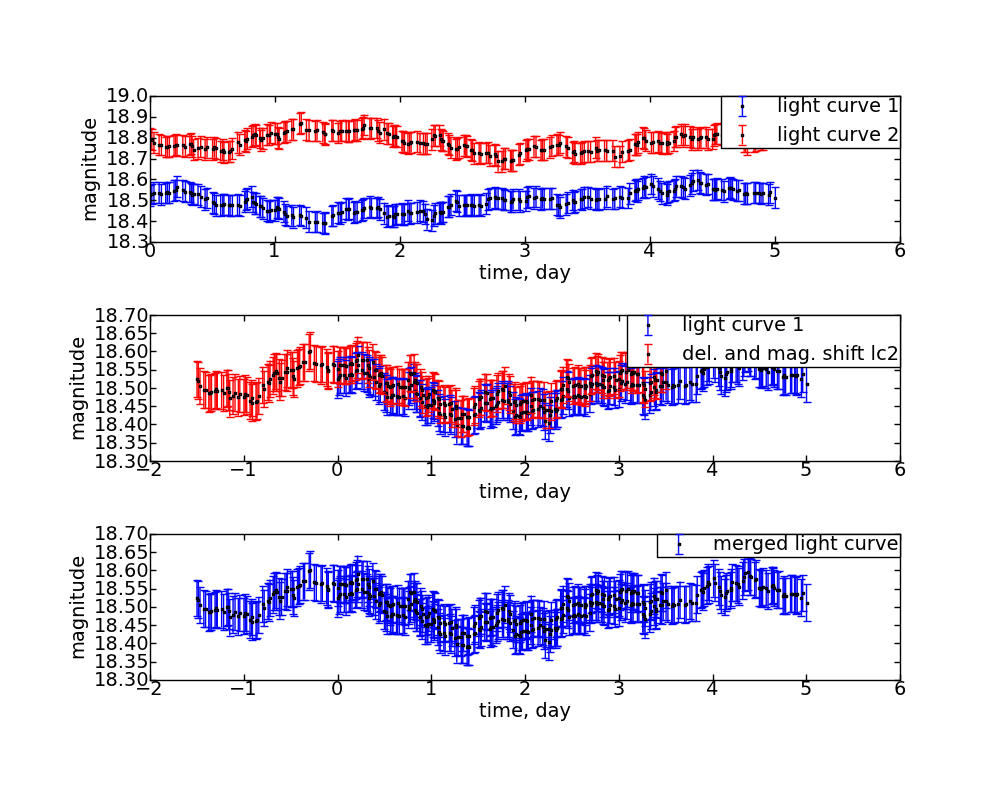 19.0
18.9
18.8
18.7
18.6
18.5
18.4
18.3
magnitude
light curve 1
light curve 2
0 1 2 3 4 5 6
time, day
18.70
18.65
18.60
18.55
18.50
18.45
18.40
18.35
18.30
magnitude
light curve 1
del. and mag. shift lc2
−2 −1 0 1 2 3 4 5 6
time, day
18.70
18.65
18.60
18.55
18.50
18.45
18.40
18.35
18.30
magnitude
merged light curve
−2 −1 0 1 2 3 4 5 6
time, day